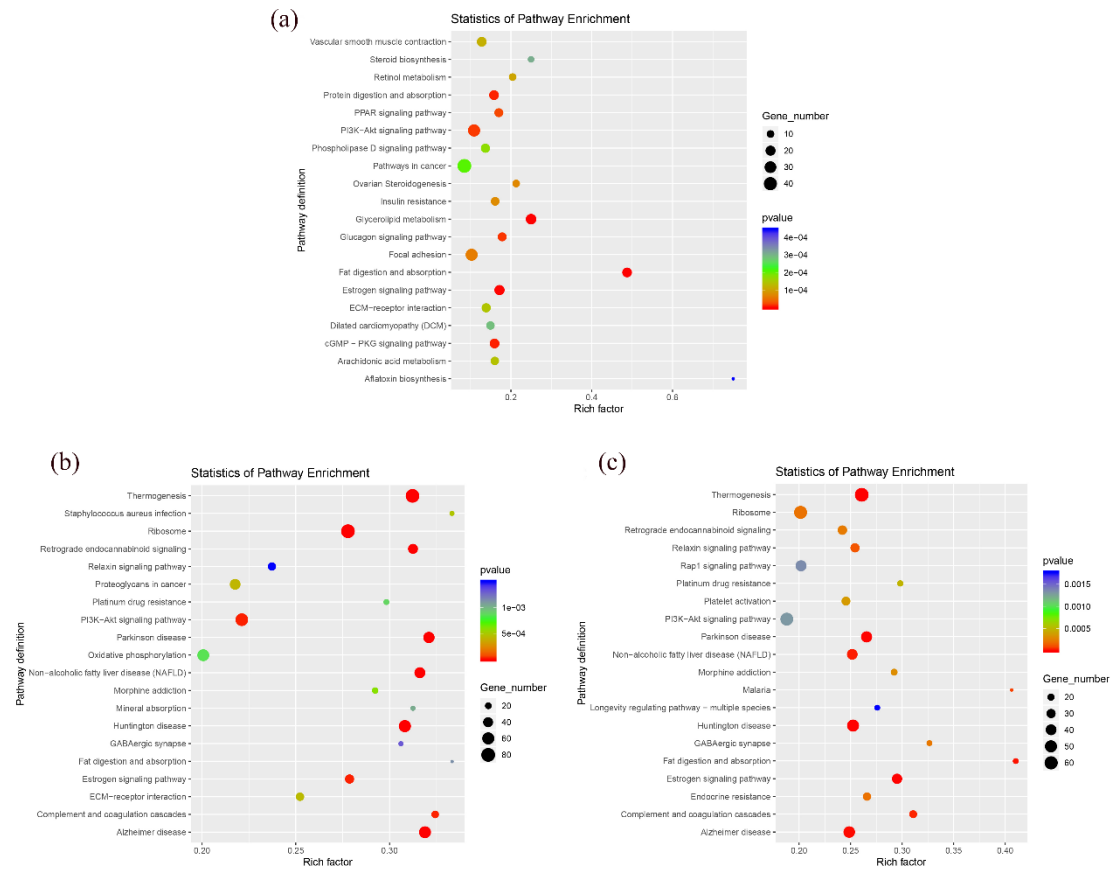 (a)
Statistics of Pathway Enrichment
Pathway definition
Vascular smooth muscle contraction
Steroid biosynthesis
Retinol metabolism
Protein digestion and absorption
PPAR signaling pathway
PI3K−Akt signaling pathway
Phospholipase D signaling pathway
Pathways in cancer
Ovarian Steroidogenesis
Insulin resistance
Glycerolipid metabolism
Glucagon signaling pathway
Focal adhesion
Fat digestion and absorption
Estrogen signaling pathway
ECM−receptor interaction
Dilated cardiomyopathy (DCM)
cGMP − PKG signaling pathway
Arachidonic acid metabolism
Aflatoxin biosynthesis
0.2 0.4 0.6
Rich factor
Gene_number
10
20
30
40
pvalue
4e−04
3e−04
2e−04
1e−04
(b)
Statistics of Pathway Enrichment
Pathway definition
Thermogenesis
Staphylococcus aureus infection
Ribosome
Retrograde endocannabinoid signaling
Relaxin signaling pathway
Proteoglycans in cancer
Platinum drug resistance
PI3K−Akt signaling pathway
Parkinson disease
Oxidative phosphorylation
Non−alcoholic fatty liver disease (NAFLD)
Morphine addiction
Mineral absorption
Huntington disease
GABAergic synapse
Fat digestion and absorption
Estrogen signaling pathway
ECM−receptor interaction
Complement and coagulation cascades
Alzheimer disease
0.20 0.25 0.30
Rich factor
pvalue
1e−03
5e−04
Gene_number
20
40
60
80
(c)
Statistics of Pathway Enrichment
Pathway definition
Thermogenesis
Ribosome
Retrograde endocannabinoid signaling
Relaxin signaling pathway
Rap1 signaling pathway
Platinum drug resistance
Platelet activation
PI3K−Akt signaling pathway
Parkinson disease
Non−alcoholic fatty liver disease (NAFLD)
Morphine addiction
Malaria
Longevity regulating pathway − multiple species
Huntington disease
GABAergic synapse
Fat digestion and absorption
Estrogen signaling pathway
Endocrine resistance
Complement and coagulation cascades
Alzheimer disease
0.20 0.25 0.30 0.35 0.40
Rich factor
pvalue
0.0015
0.0010
0.0005
Gene_number
20
30
40
50
60